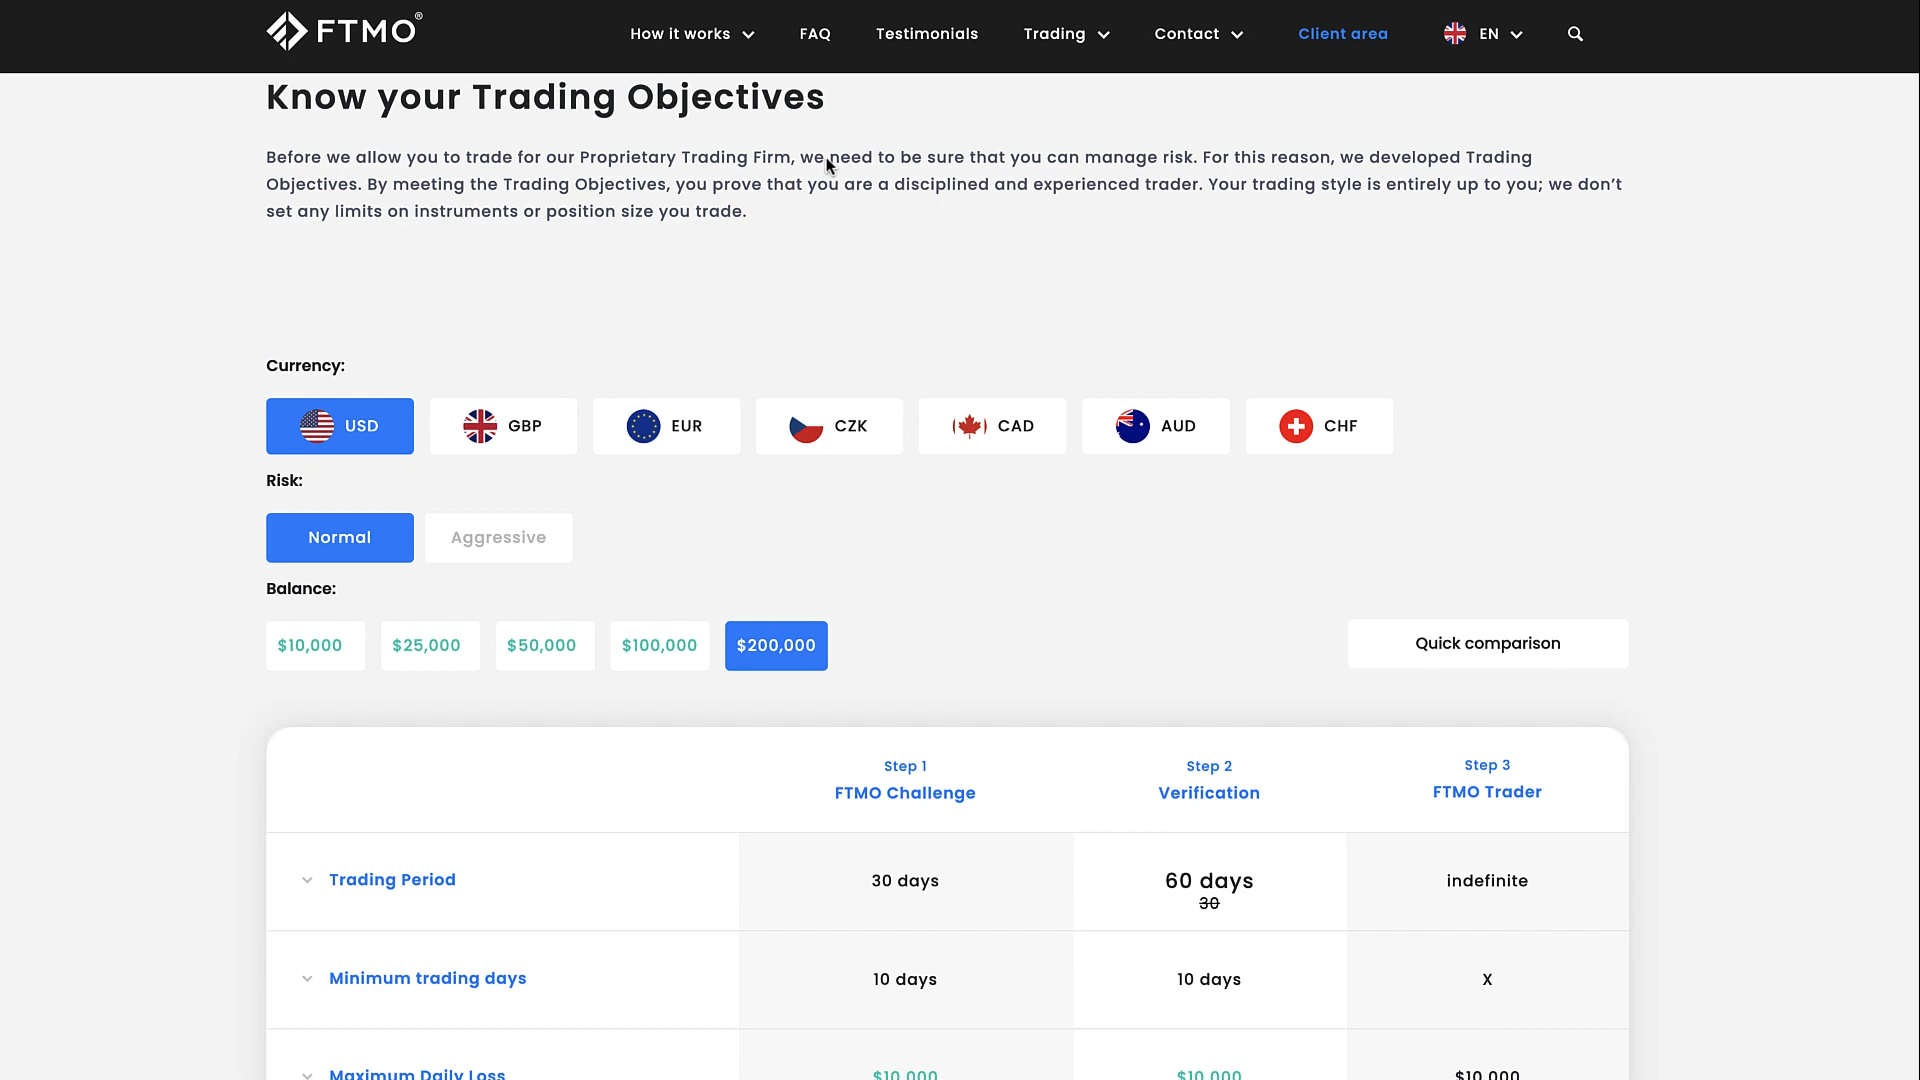 FTMO®
How it works
FAQ
Testimonials
Trading
Contact
Client area
EN
Know your Trading Objectives
Before we allow you to trade for our Proprietary Trading Firm, we need to be sure that you can manage risk. For this reason, we developed Trading
Objectives. By meeting the Trading Objectives, you prove that you are a disciplined and experienced trader. Your trading style is entirely up to you; we don’t
set any limits on instruments or position size you trade.
Currency:
USD
GBP
EUR
CZK
CAD
AUD
CHF
Risk:
Normal
Aggressive
Balance:
$10,000
$25,000
$50,000
$100,000
$200,000
Quick comparison
Step 1
FTMO Challenge
Step 2
Verification
Step 3
FTMO Trader
Trading Period
30 days
60 days
30
indefinite
Minimum trading days
10 days
10 days
X
Maximum Daily Loss
$10,000
$10,000
$10,000